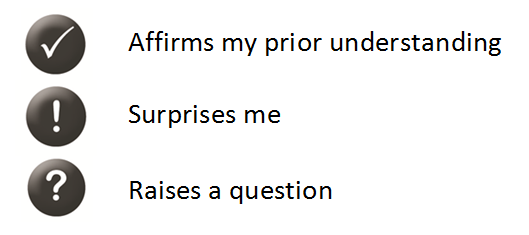 ✓ Affirms my prior understanding
! Surprises me
? Raises a question